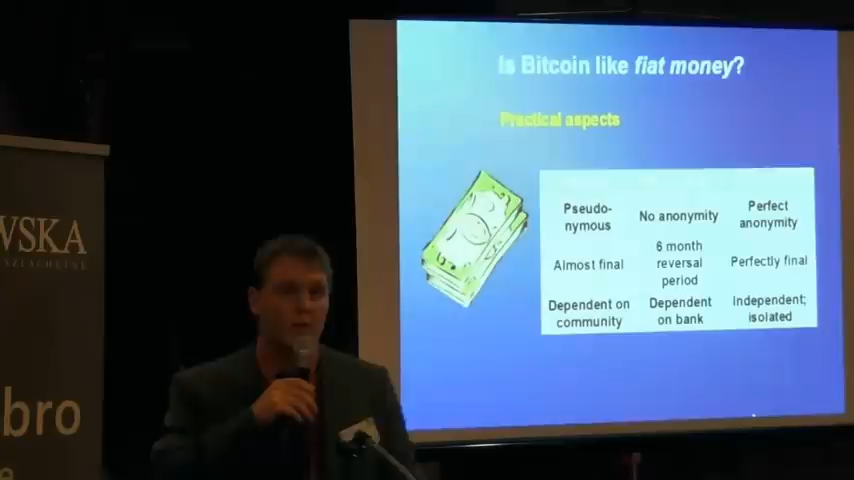 Is Bitcoin like fiat money?
Practical aspects
Pseudo-
nymous
No anonymity
Perfect
anonymity
Almost final
6 month
reversal
period
Perfectly final
Dependent on
community
Dependent
on bank
Independent;
isolated
WSKA
bro
e